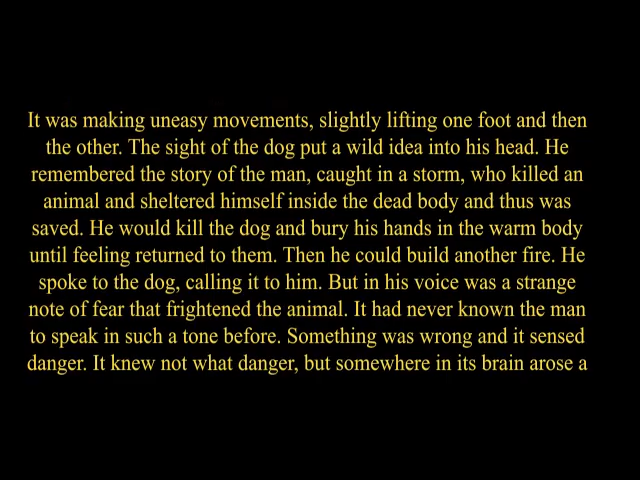 It was making uneasy movements, slightly lifting one foot and then
the other. The sight of the dog put a wild idea into his head. He
remembered the story of the man, caught in a storm, who killed an
animal and sheltered himself inside the dead body and thus was
saved. He would kill the dog and bury his hands in the warm body
until feeling returned to them. Then he could build another fire. He
spoke to the dog, calling it to him. But in his voice was a strange
note of fear that frightened the animal. It had never known the man
to speak in such a tone before. Something was wrong and it sensed
danger. It knew not what danger, but somewhere in its brain arose a